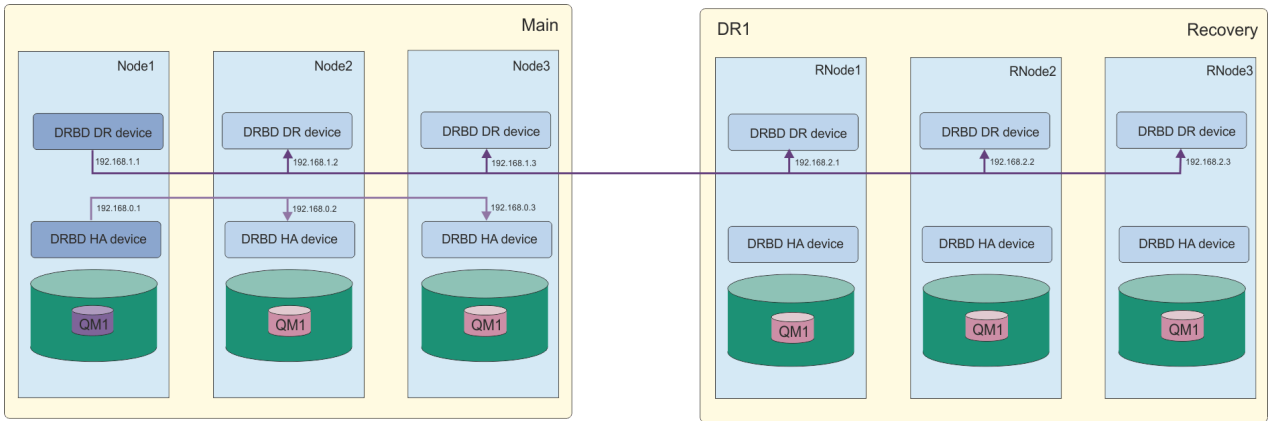 Main
Node1
Node2
Node3
DRBD DR device
DRBD DR device
DRBD DR device
192.168.1.1
192.168.1.2
192.168.1.3
192.168.0.1
192.168.0.2
192.168.0.3
DRBD HA device
DRBD HA device
DRBD HA device
QM1
QM1
QM1
DR1
Recovery
RNode1
RNode2
RNode3
DRBD DR device
DRBD DR device
DRBD DR device
192.168.2.1
192.168.2.2
192.168.2.3
DRBD HA device
DRBD HA device
DRBD HA device
QM1
QM1
QM1